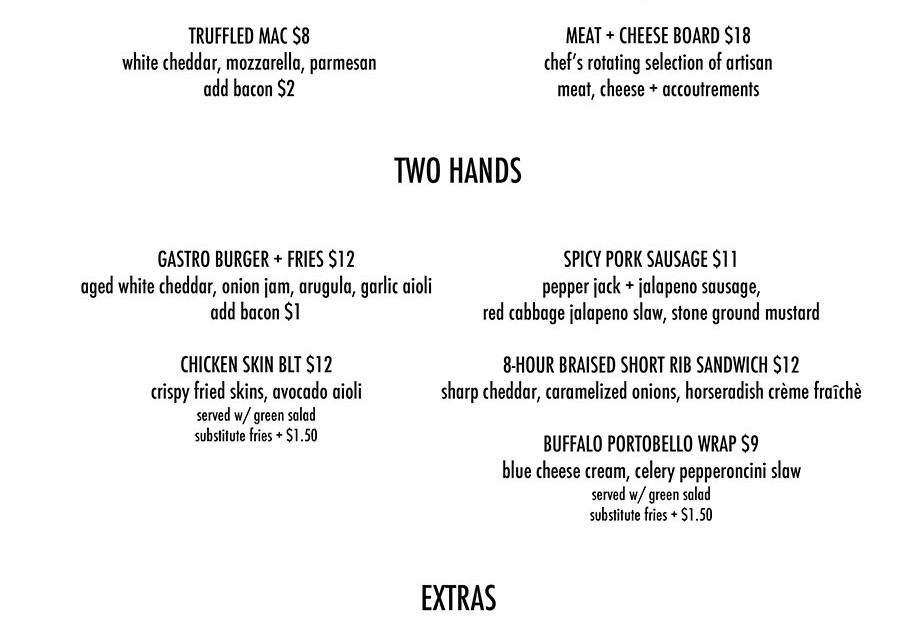 TRUFFLED MAC $8
white cheddar, mozzarella, parmesan
add bacon $2
MEAT + CHEESE BOARD $18
chef's rotating selection of artisan
meat, cheese + accoutrements
TWO HANDS
GASTRO BURGER + FRIES $12
aged white cheddar, onion jam, arugula, garlic aioli
add bacon $1
CHICKEN SKIN BLT $12
crispy fried skins, avocado aioli
served w/ green salad
substitute fries + $1.50
SPICY PORK SAUSAGE $11
pepper jack + jalapeno sausage,
red cabbage jalapeno slaw, stone ground mustard
8-HOUR BRAISED SHORT RIB SANDWICH $12
sharp cheddar, caramelized onions, horseradish crème fraîchè
BUFFALO PORTOBELLO WRAP $9
blue cheese cream, celery pepperoncini slaw
served w/ green salad
substitute fries + $1.50
EXTRAS